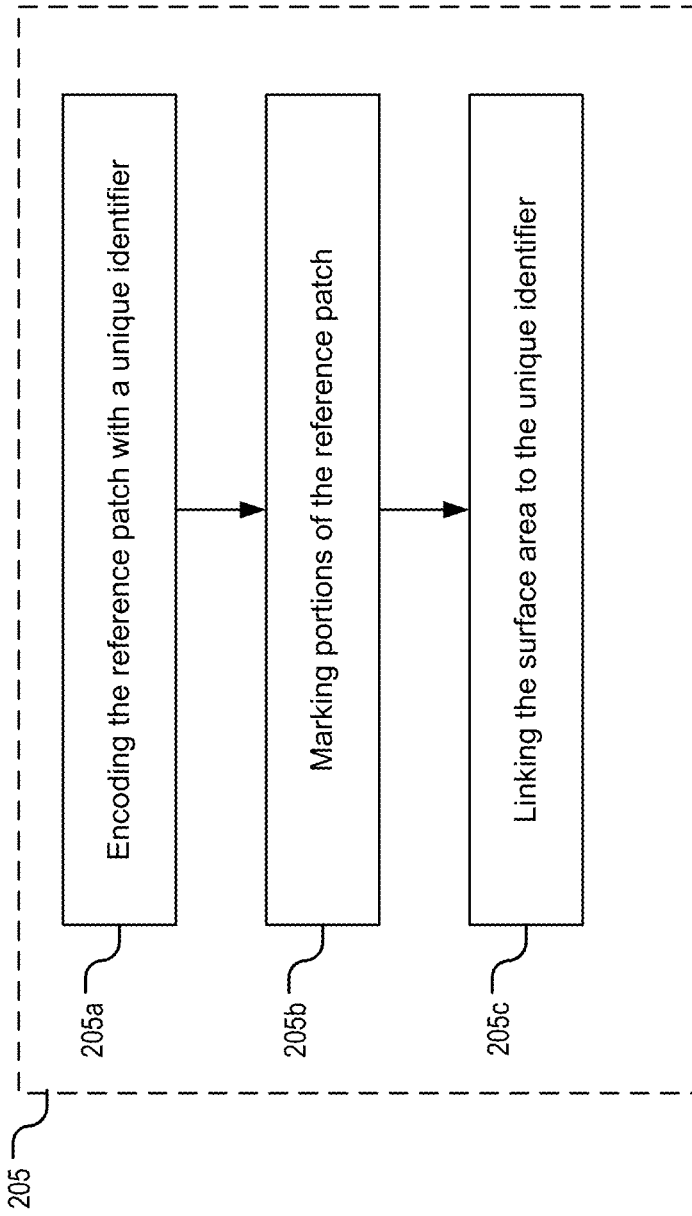 205
205a
Encoding the reference patch with a unique identifier
205b
Marking portions of the reference patch
205c
Linking the surface area to the unique identifier